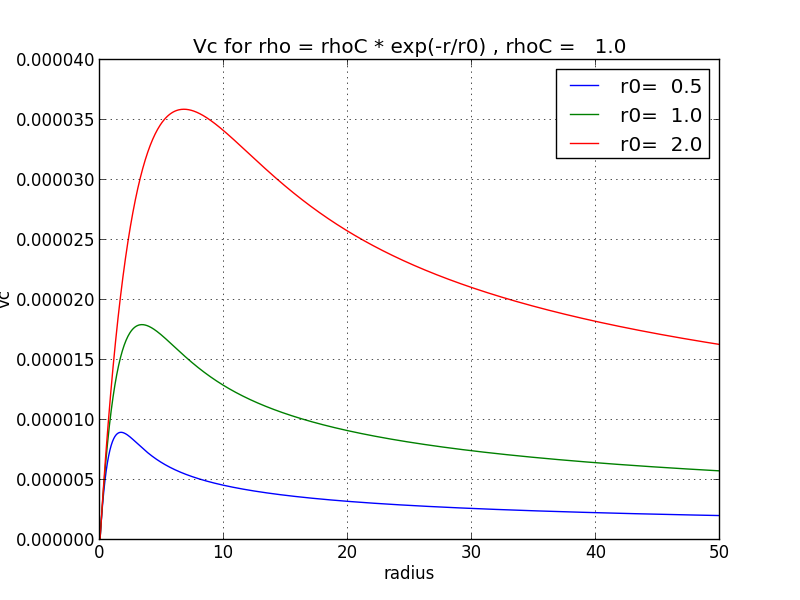 Vc for rho = rhoC * exp(-r/r0) , rhoC =   1.0
0.000040
0.000035
0.000030
0.000025
0.000020
0.000015
0.000010
0.000005
0.000000
Vc
r0=  0.5
r0=  1.0
r0=  2.0
0 10 20 30 40 50
radius